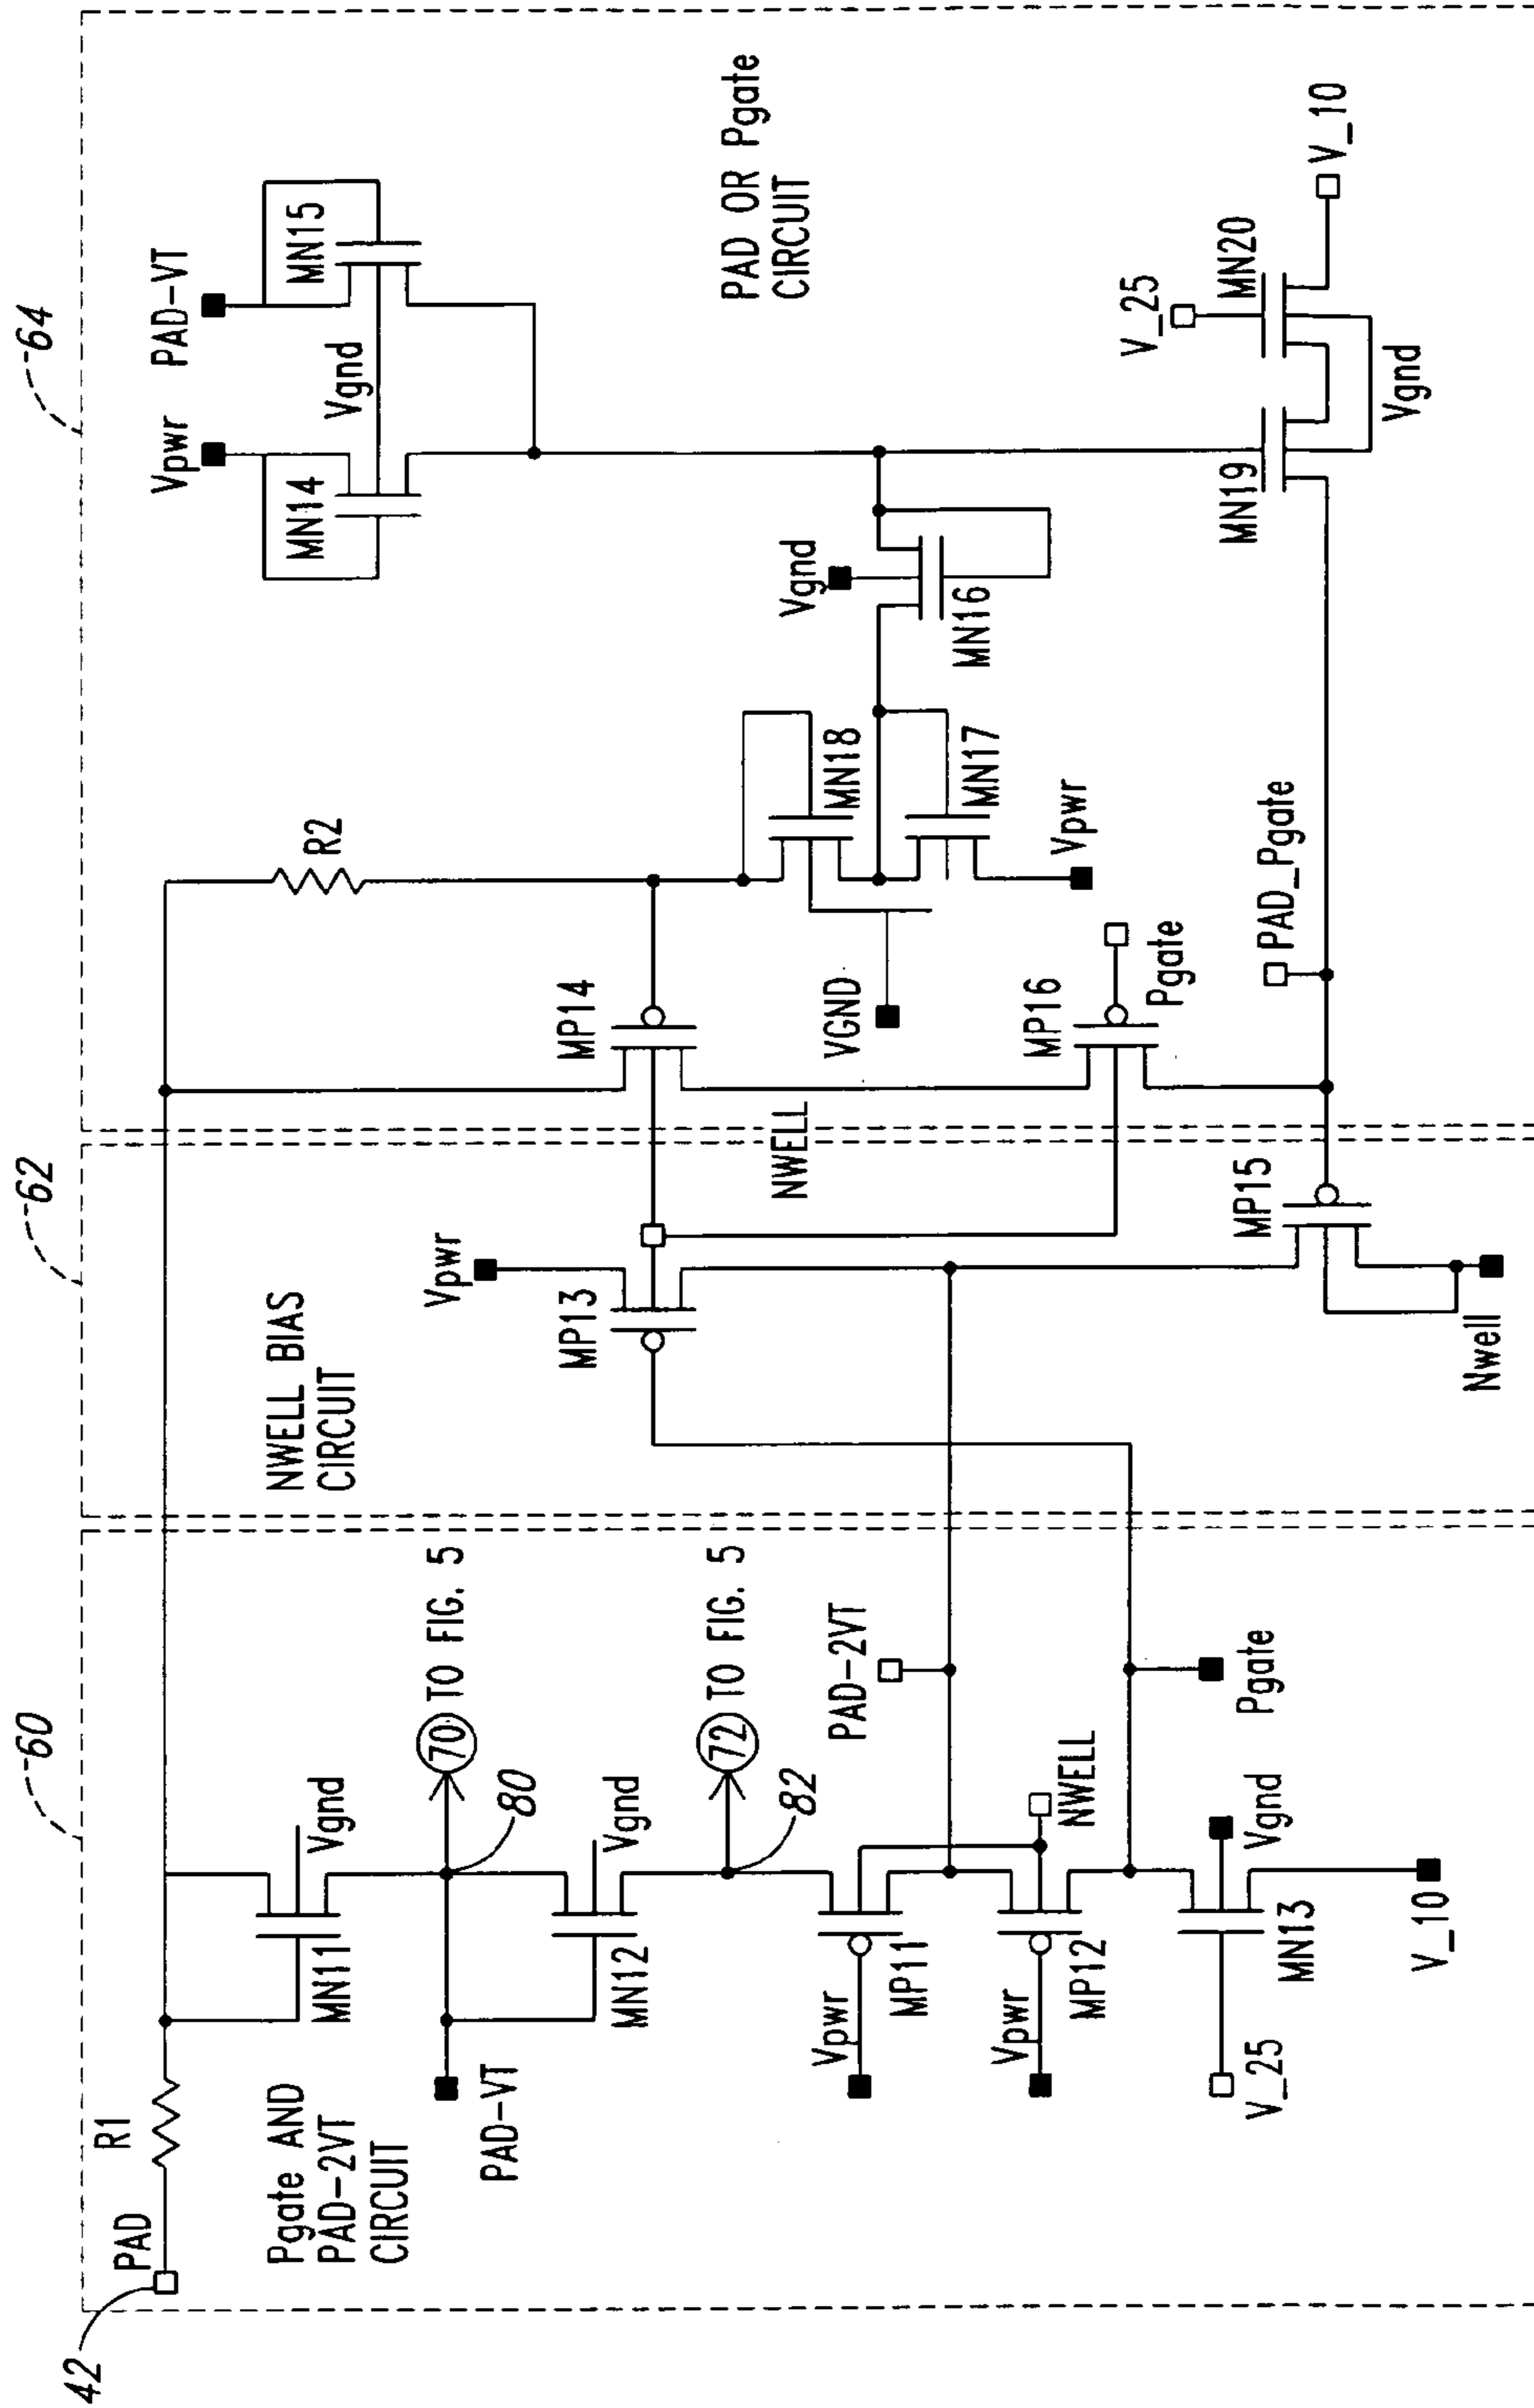 60
62
64
42
PAD
R1
Pgate AND
PAD-2VT
CIRCUIT
MN11
Vgnd
PAD-VT
70 TO FIG. 5
80
MN12
Vgnd
72 TO FIG. 5
82
Vpwr
MP11
PAD-2VT
Vpwr
MP12
NWELL
V_25
MN13
Vgnd
Pgate
V_10
NWELL BIAS
CIRCUIT
Vpwr
MP13
NWELL
MP15
Nwell
Vpwr
PAD-VT
MN14
Vgnd
MN15
R2
MP14
MN18
VGND
MN17
Vpwr
Vgnd
MN16
MP16
Pgate
PAD_Pgate
PAD OR Pgate
CIRCUIT
V_25
MN19
MN20
Vgnd
V_10